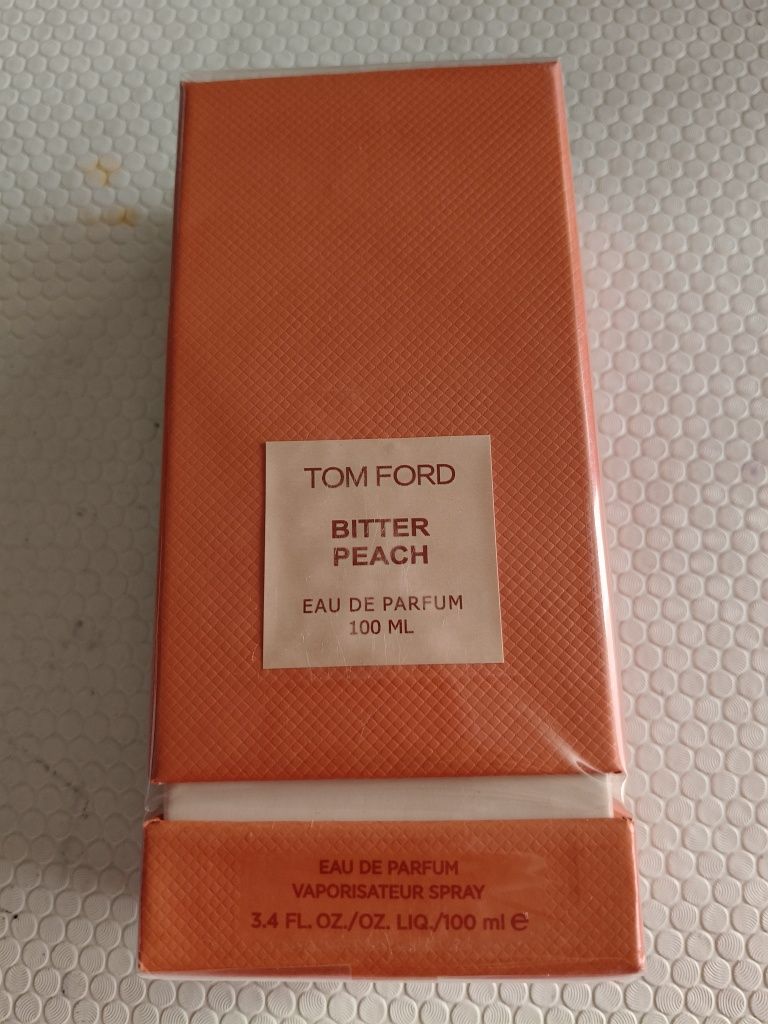 TOM FORD
BITTER
PEACH
EAU DE PARFUM
100 ML
EAU DE PARFUM
VAPORISATEUR SPRAY
3.4 FL. OZ./OZ. LIQ./100 ml ℮